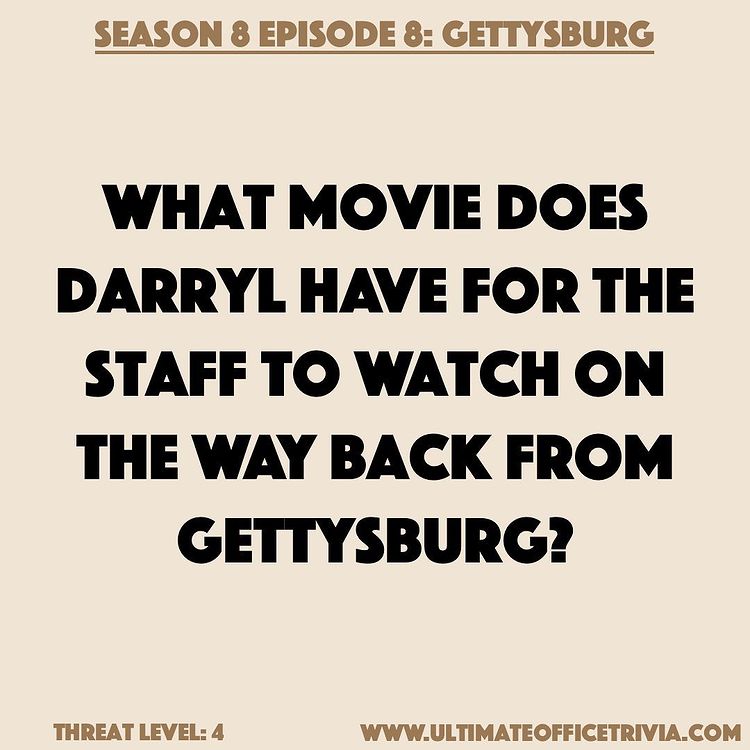 SEASON 8 EPISODE 8: GETTYSBURG
WHAT MOVIE DOES
DARRYL HAVE FOR THE
STAFF TO WATCH ON
THE WAY BACK FROM
GETTYSBURG?
THREAT LEVEL: 4
WWW.ULTIMATEOFFICETRIVIA.COM